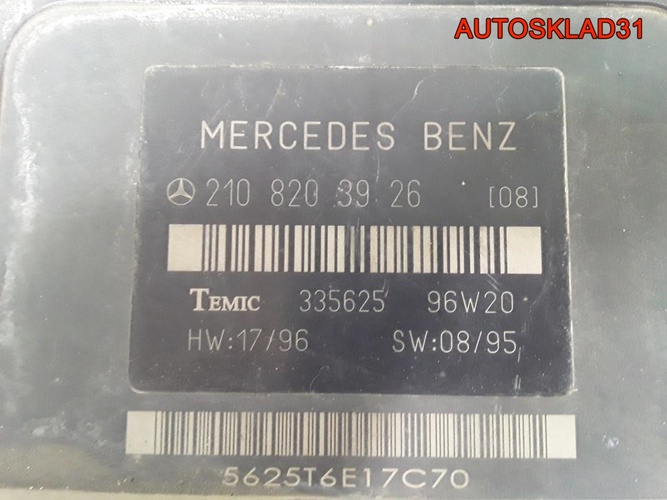 AUTOSKLAD31
MERCEDES BENZ
210 820 39 26 [08]
TEMIC 335625 96W20
HW:17/96 SW:08/95
5625T6E17C70